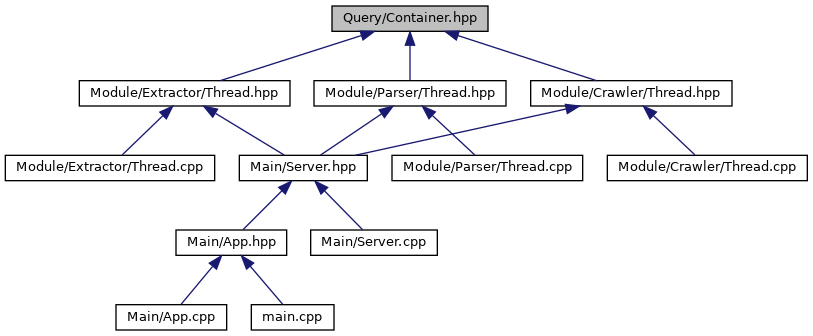 Query/Container.hpp
Module/Extractor/Thread.hpp
Module/Parser/Thread.hpp
Module/Crawler/Thread.hpp
Module/Extractor/Thread.cpp
Main/Server.hpp
Module/Parser/Thread.cpp
Module/Crawler/Thread.cpp
Main/App.hpp
Main/Server.cpp
Main/App.cpp
main.cpp